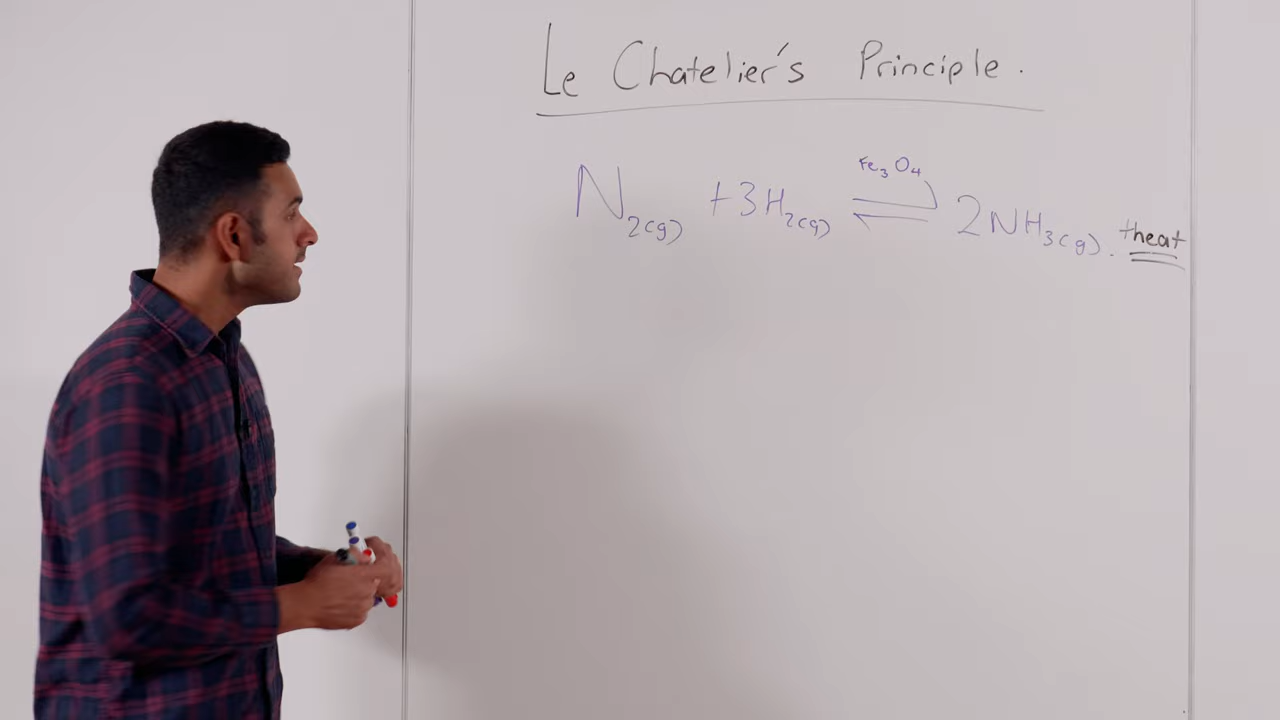 Le Chatelier's Principle.
Fe₃O₄
N₂(g) +3H₂(g) ⇌ 2NH₃(g). +heat